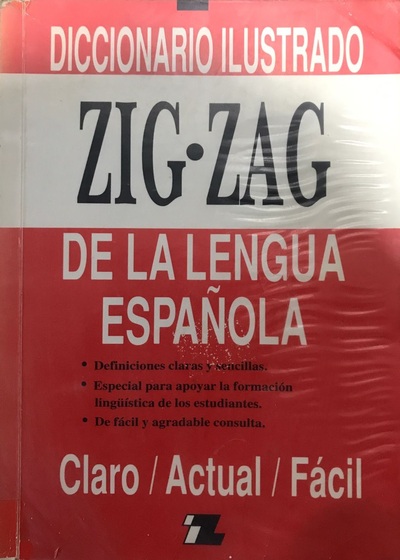 DICCIONARIO ILUSTRADO
ZIG·ZAG
DE LA LENGUA
ESPAÑOLA
• Definiciones claras y sencillas.
• Especial para apoyar la formación
lingüística de los estudiantes.
• De fácil y agradable consulta.
Claro / Actual / Fácil